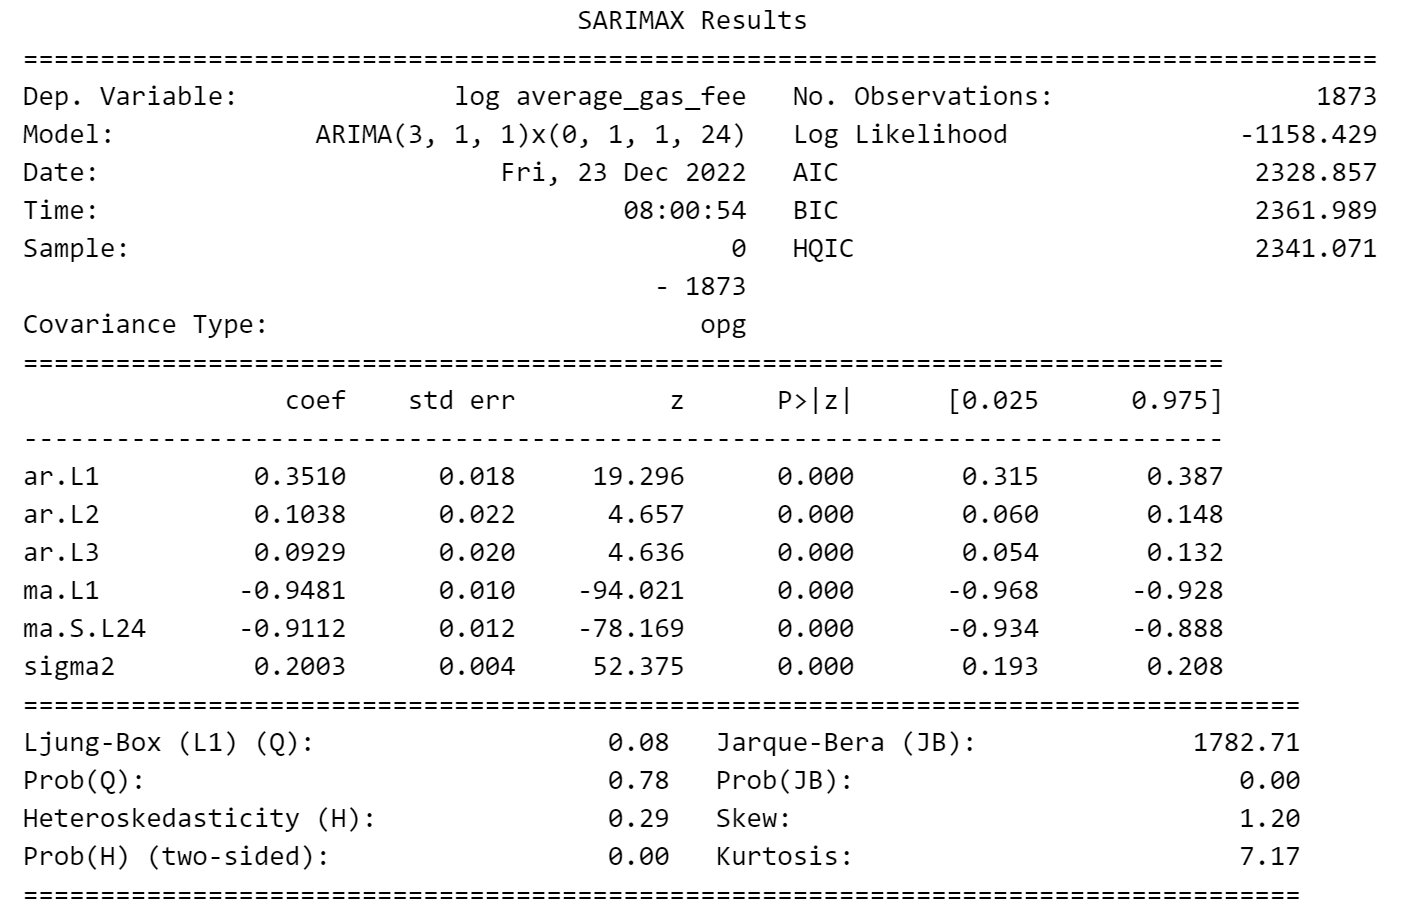 SARIMAX Results
==========================================================================================
Dep. Variable: log average_gas_fee No. Observations: 1873
Model: ARIMA(3, 1, 1)x(0, 1, 1, 24) Log Likelihood -1158.429
Date: Fri, 23 Dec 2022 AIC 2328.857
Time: 08:00:54 BIC 2361.989
Sample: 0 HQIC 2341.071
- 1873
Covariance Type: opg
==============================================================================
coef std err z P>|z| [0.025 0.975]
------------------------------------------------------------------------------
ar.L1 0.3510 0.018 19.296 0.000 0.315 0.387
ar.L2 0.1038 0.022 4.657 0.000 0.060 0.148
ar.L3 0.0929 0.020 4.636 0.000 0.054 0.132
ma.L1 -0.9481 0.010 -94.021 0.000 -0.968 -0.928
ma.S.L24 -0.9112 0.012 -78.169 0.000 -0.934 -0.888
sigma2 0.2003 0.004 52.375 0.000 0.193 0.208
===================================================================================
Ljung-Box (L1) (Q): 0.08 Jarque-Bera (JB): 1782.71
Prob(Q): 0.78 Prob(JB): 0.00
Heteroskedasticity (H): 0.29 Skew: 1.20
Prob(H) (two-sided): 0.00 Kurtosis: 7.17
===================================================================================